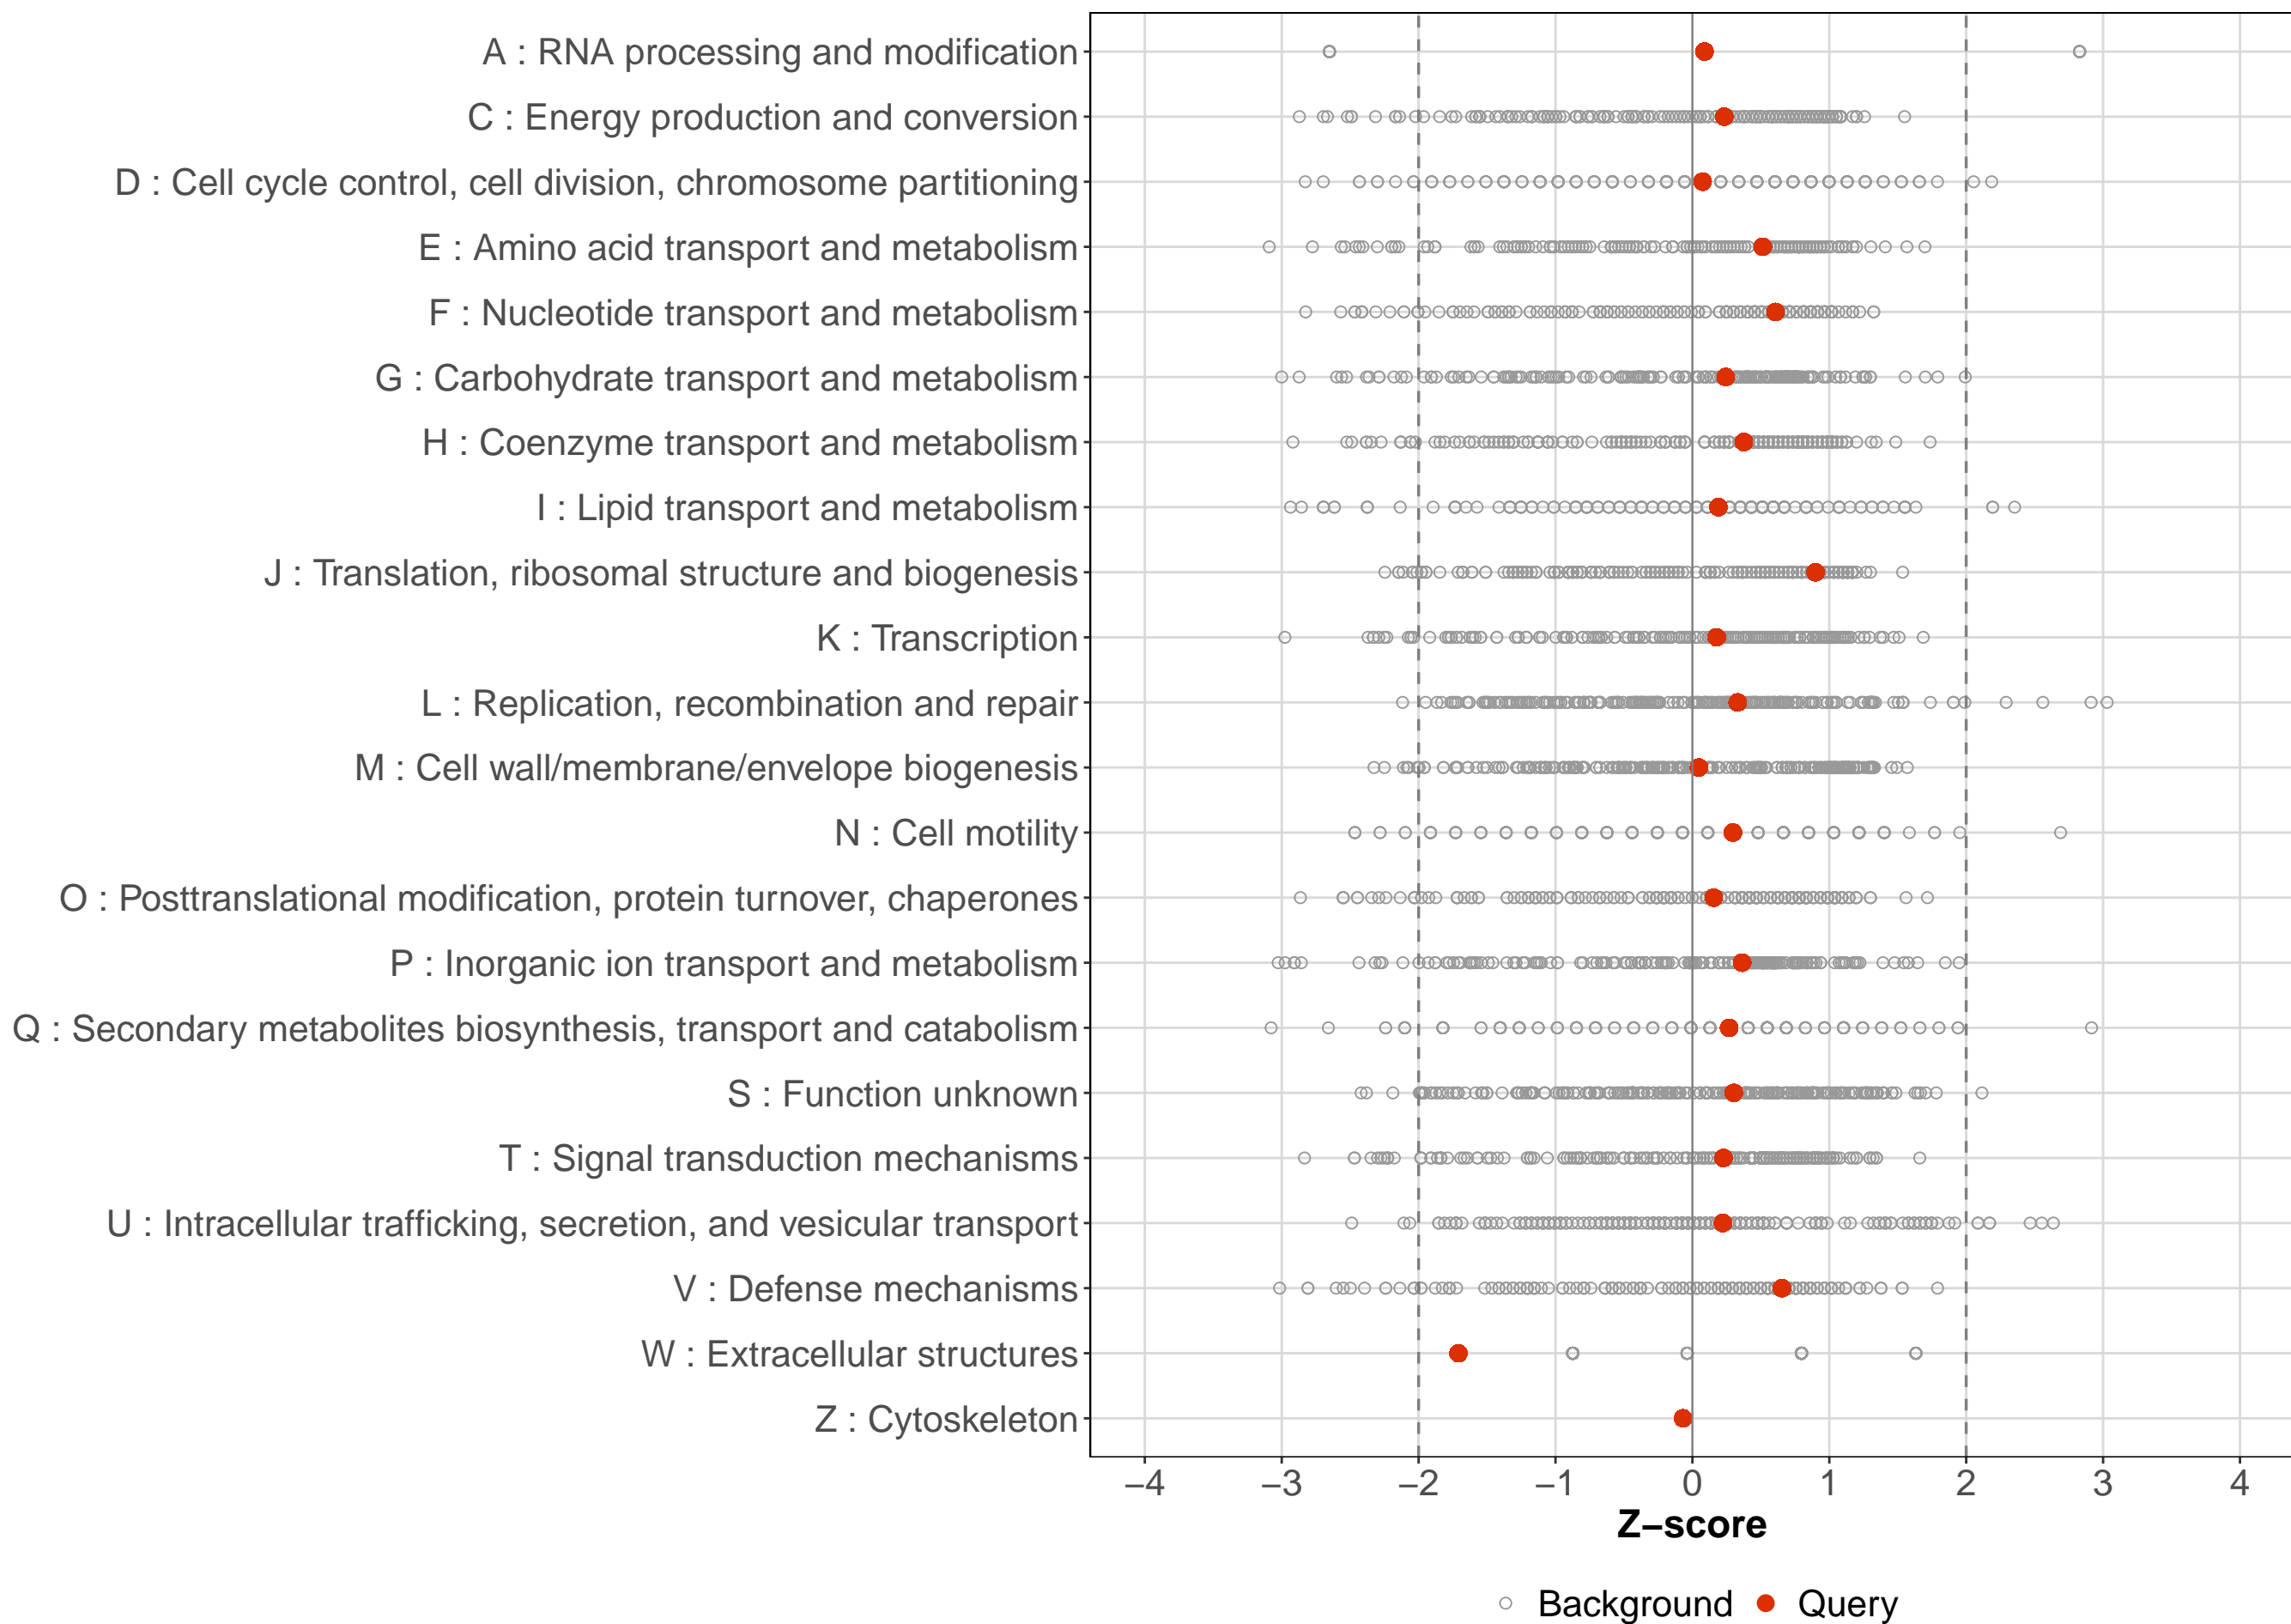 A : RNA processing and modification
C : Energy production and conversion
D : Cell cycle control, cell division, chromosome partitioning
E : Amino acid transport and metabolism
F : Nucleotide transport and metabolism
G : Carbohydrate transport and metabolism
H : Coenzyme transport and metabolism
I : Lipid transport and metabolism
J : Translation, ribosomal structure and biogenesis
K : Transcription
L : Replication, recombination and repair
M : Cell wall/membrane/envelope biogenesis
N : Cell motility
O : Posttranslational modification, protein turnover, chaperones
P : Inorganic ion transport and metabolism
Q : Secondary metabolites biosynthesis, transport and catabolism
S : Function unknown
T : Signal transduction mechanisms
U : Intracellular trafficking, secretion, and vesicular transport
V : Defense mechanisms
W : Extracellular structures
Z : Cytoskeleton
−4 −3 −2 −1 0 1 2 3 4
Z−score
Background Query